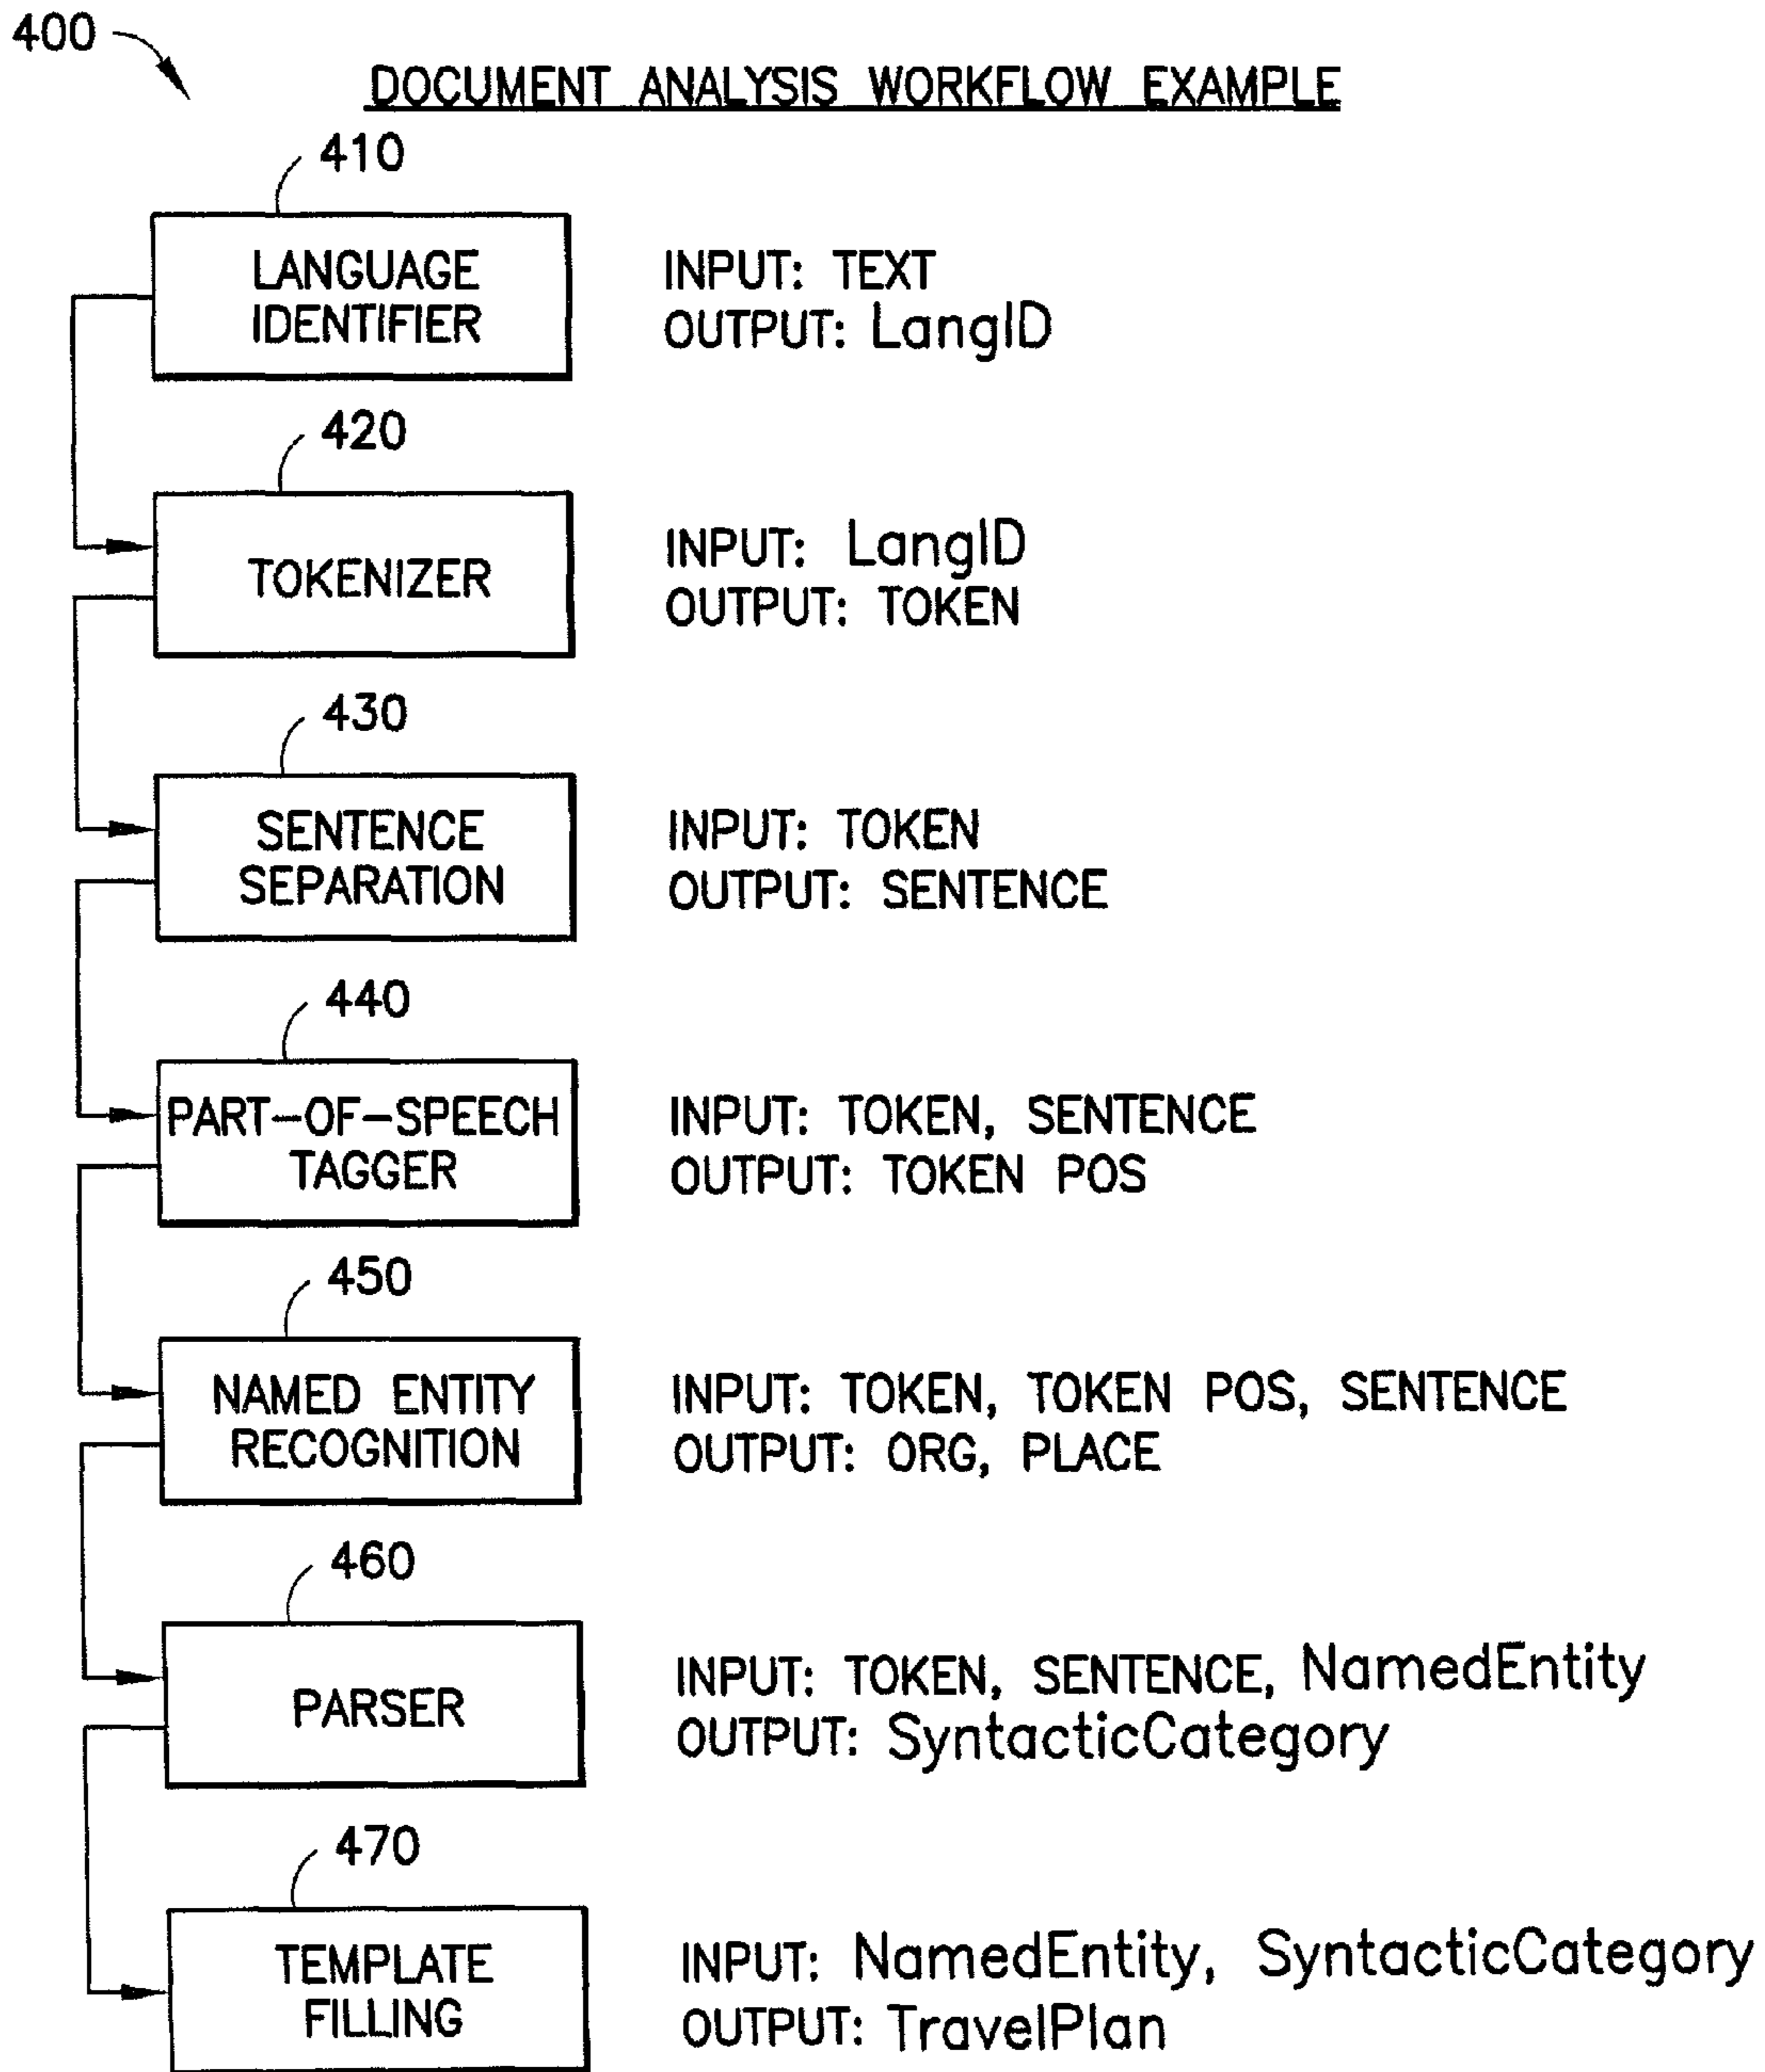 400
DOCUMENT ANALYSIS WORKFLOW EXAMPLE
410
LANGUAGE
IDENTIFIER
INPUT: TEXT
OUTPUT: LangID
420
TOKENIZER
INPUT: LangID
OUTPUT: TOKEN
430
SENTENCE
SEPARATION
INPUT: TOKEN
OUTPUT: SENTENCE
440
PART-OF-SPEECH
TAGGER
INPUT: TOKEN, SENTENCE
OUTPUT: TOKEN POS
450
NAMED ENTITY
RECOGNITION
INPUT: TOKEN, TOKEN POS, SENTENCE
OUTPUT: ORG, PLACE
460
PARSER
INPUT: TOKEN, SENTENCE, NamedEntity
OUTPUT: SyntacticCategory
470
TEMPLATE
FILLING
INPUT: NamedEntity, SyntacticCategory
OUTPUT: TravelPlan